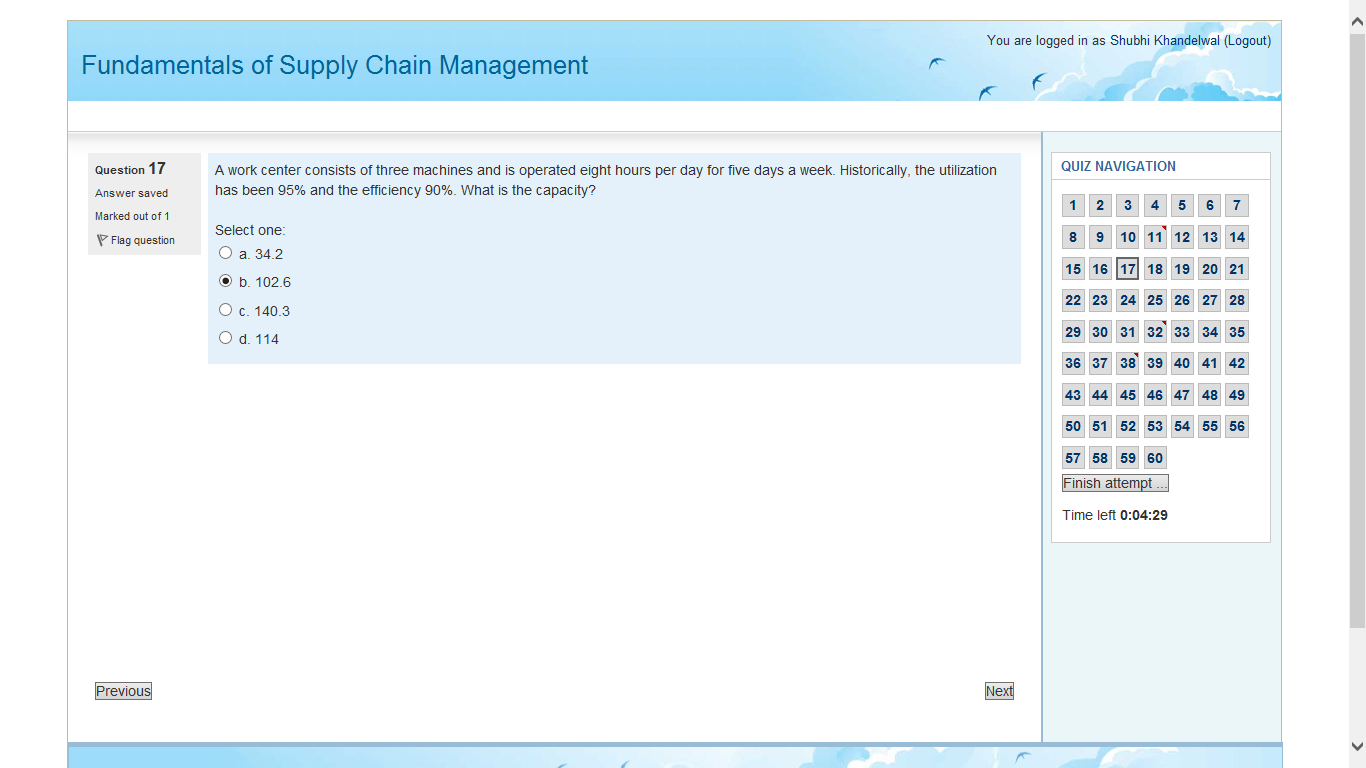 You are logged in as Shubhi Khandelwal (Logout)
Fundamentals of Supply Chain Management
Question 17
Answer saved
Marked out of 1
Flag question
A work center consists of three machines and is operated eight hours per day for five days a week. Historically, the utilization
has been 95% and the efficiency 90%. What is the capacity?
Select one:
a. 34.2
b. 102.6
c. 140.3
d. 114
Previous
Next
QUIZ NAVIGATION
1 2 3 4 5 6 7
8 9 10 11 12 13 14
15 16 17 18 19 20 21
22 23 24 25 26 27 28
29 30 31 32 33 34 35
36 37 38 39 40 41 42
43 44 45 46 47 48 49
50 51 52 53 54 55 56
57 58 59 60
Finish attempt ...
Time left 0:04:29